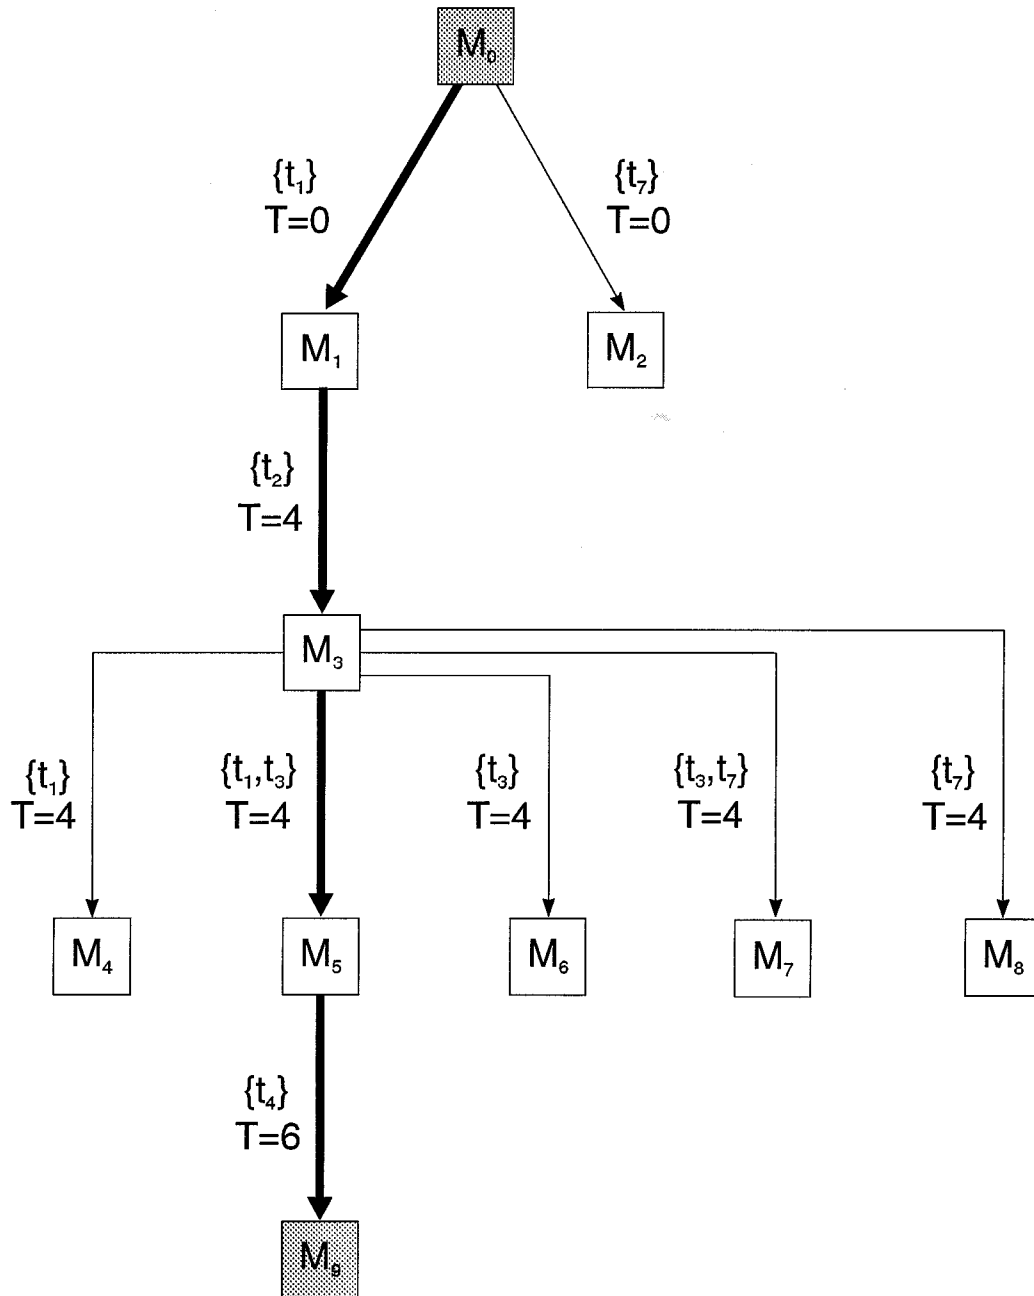 M₀
{t₁} {t₇}
T=0 T=0
M₁ M₂
{t₂}
T=4
M₃
{t₁} {t₁,t₃} {t₃} {t₃,t₇} {t₇}
T=4 T=4 T=4 T=4 T=4
M₄ M₅ M₆ M₇ M₈
{t₄}
T=6
M₉